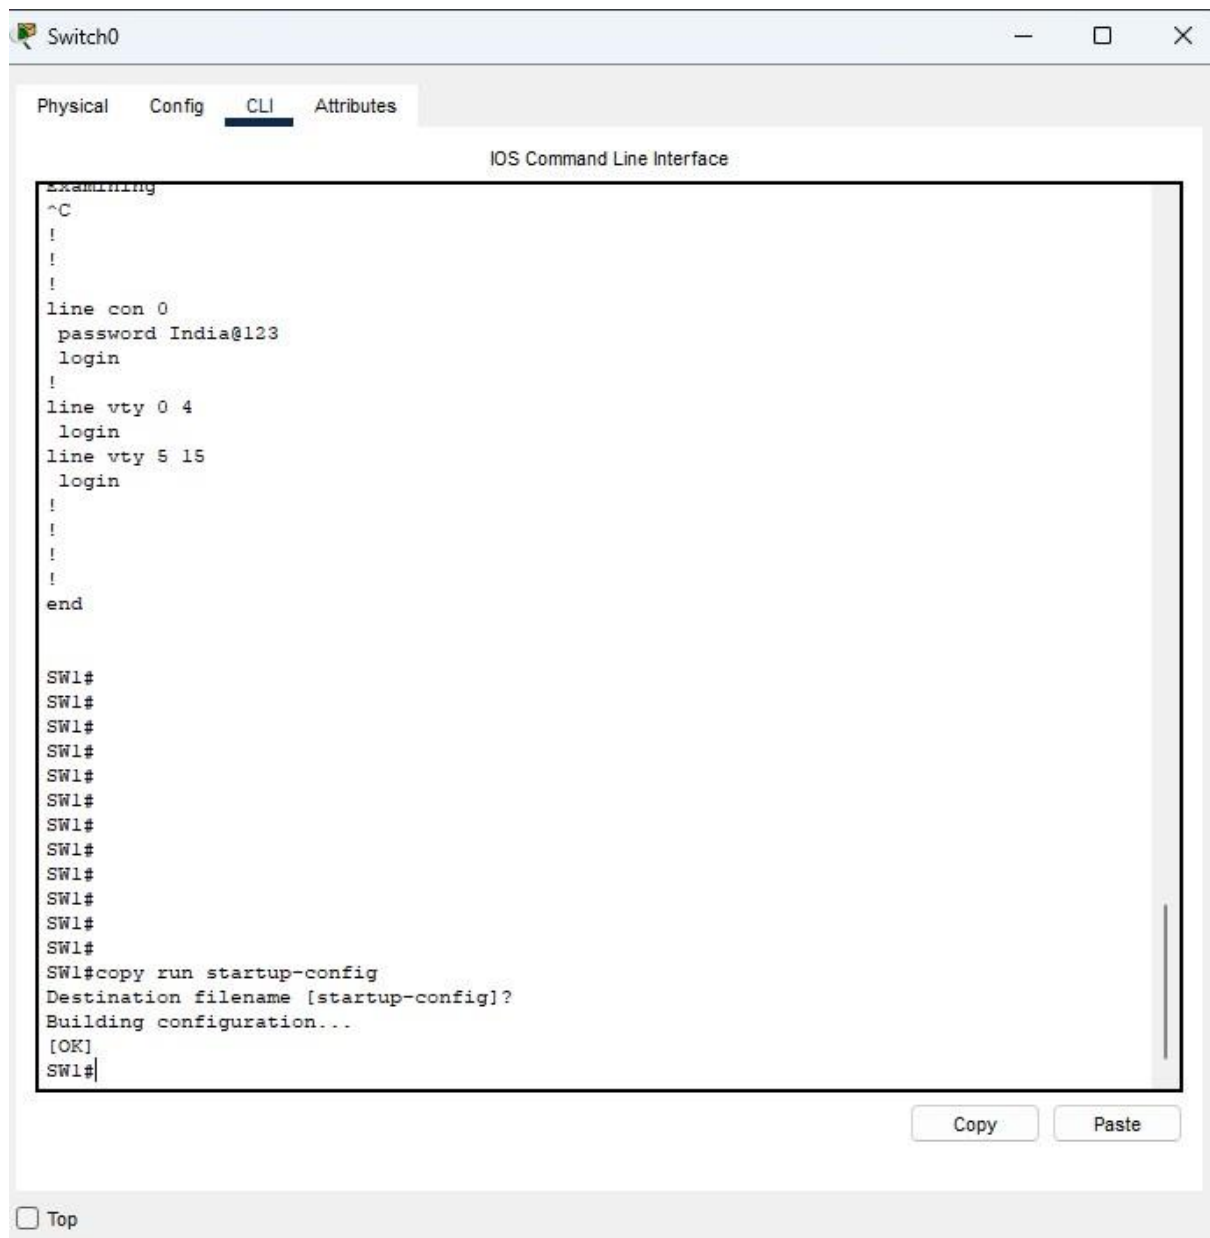 Switch0
Physical Config CLI Attributes
IOS Command Line Interface
Examining
^C
!
!
!
line con 0
password India@123
login
!
line vty 0 4
login
line vty 5 15
login
!
!
!
!
end
SW1#
SW1#
SW1#
SW1#
SW1#
SW1#
SW1#
SW1#
SW1#
SW1#
SW1#
SW1#
SW1#copy run startup-config
Destination filename [startup-config]?
Building configuration...
[OK]
SW1#
Copy Paste
Top